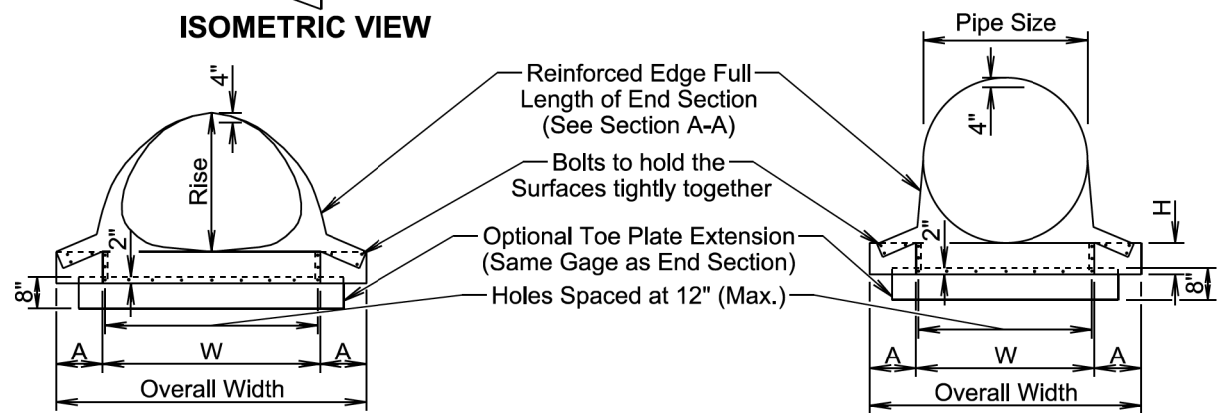 ISOMETRIC VIEW
Pipe Size
4"
Reinforced Edge Full
Length of End Section
(See Section A-A)
4"
Rise
Bolts to hold the
Surfaces tightly together
2"
Optional Toe Plate Extension
(Same Gage as End Section)
2"
H
8"
Holes Spaced at 12" (Max.)
8"
A
W
A
A
W
A
Overall Width
Overall Width